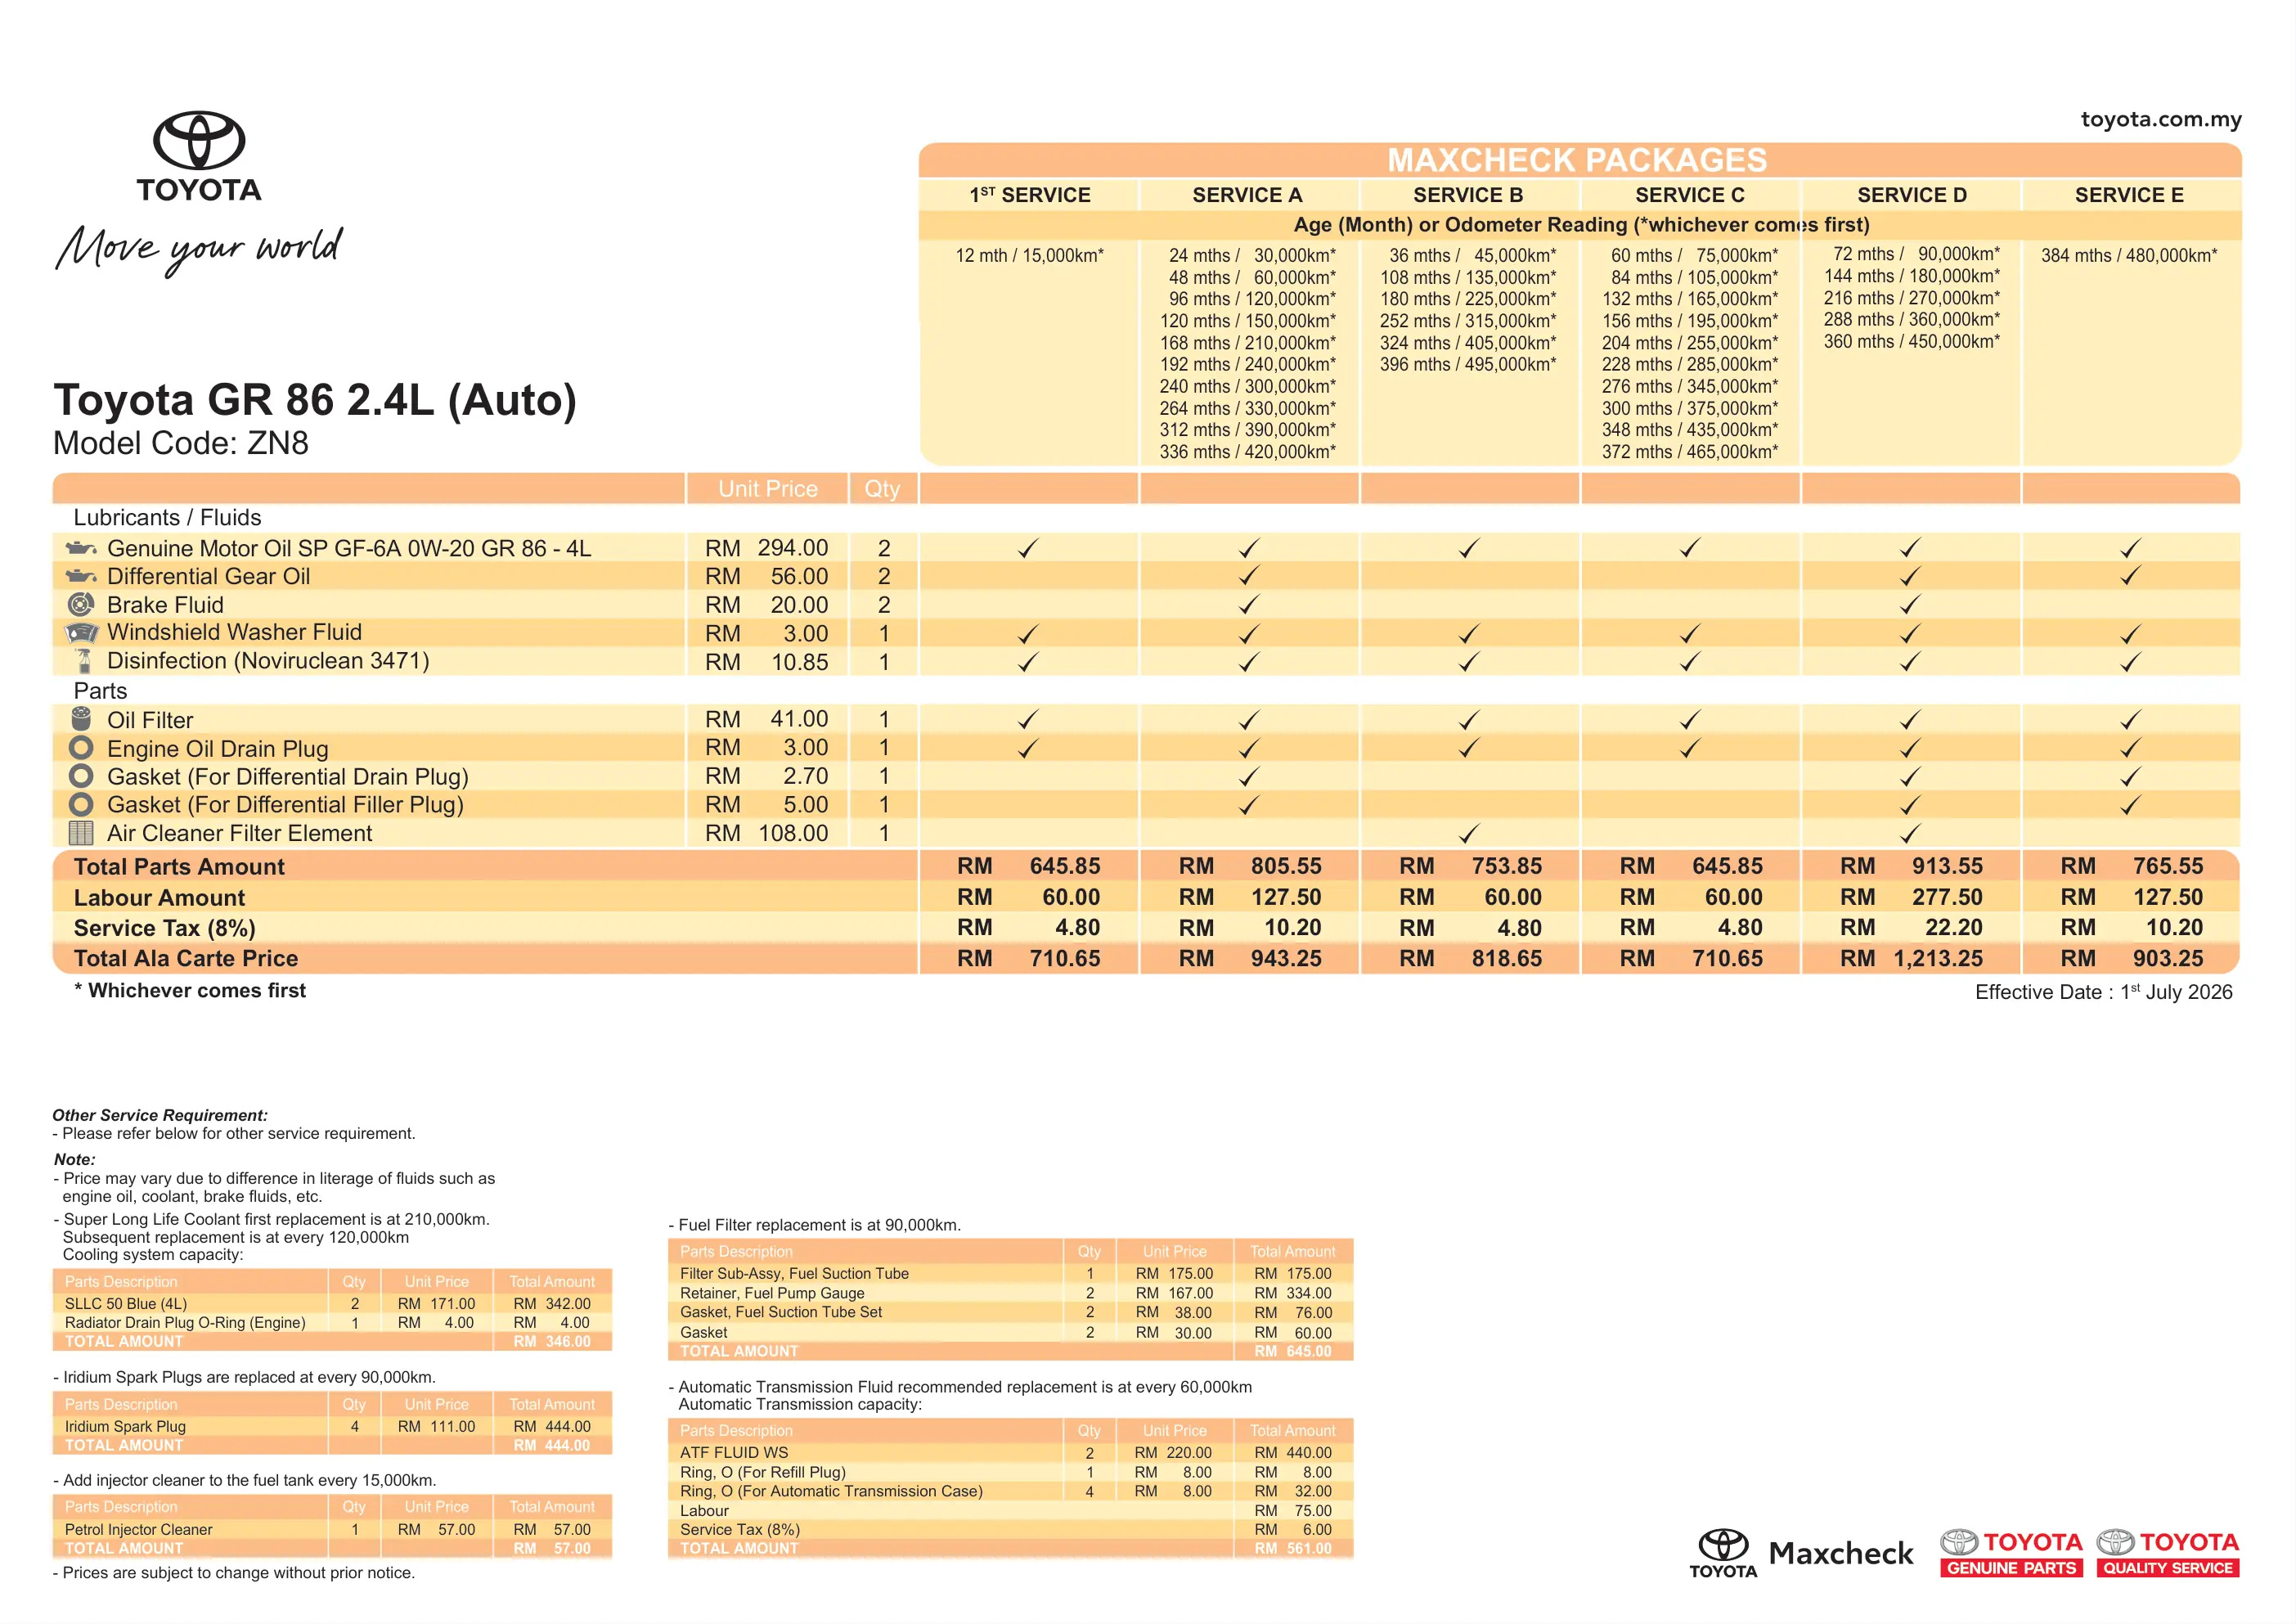 TOYOTA
Move your world
toyota.com.my
Toyota GR 86 2.4L (Auto)
Model Code: ZN8
MAXCHECK PACKAGES
1ST SERVICE SERVICE A SERVICE B SERVICE C SERVICE D SERVICE E
Age (Month) or Odometer Reading (*whichever comes first)
12 mth / 15,000km* 24 mths / 30,000km* 36 mths / 45,000km* 60 mths / 75,000km* 72 mths / 90,000km* 384 mths / 480,000km*
48 mths / 60,000km* 108 mths / 135,000km* 84 mths / 105,000km* 144 mths / 180,000km*
96 mths / 120,000km* 180 mths / 225,000km* 132 mths / 165,000km* 216 mths / 270,000km*
120 mths / 150,000km* 252 mths / 315,000km* 156 mths / 195,000km* 288 mths / 360,000km*
168 mths / 210,000km* 324 mths / 405,000km* 204 mths / 255,000km* 360 mths / 450,000km*
192 mths / 240,000km* 396 mths / 495,000km* 228 mths / 285,000km*
240 mths / 300,000km* 276 mths / 345,000km*
264 mths / 330,000km* 300 mths / 375,000km*
312 mths / 390,000km* 348 mths / 435,000km*
336 mths / 420,000km* 372 mths / 465,000km*
Unit Price Qty
Lubricants / Fluids
Genuine Motor Oil SP GF-6A 0W-20 GR 86 - 4L RM 294.00 2 ✓ ✓ ✓ ✓ ✓ ✓
Differential Gear Oil RM 56.00 2 ✓ ✓ ✓
Brake Fluid RM 20.00 2 ✓ ✓
Windshield Washer Fluid RM 3.00 1 ✓ ✓ ✓ ✓ ✓ ✓
Disinfection (Noviruclean 3471) RM 10.85 1 ✓ ✓ ✓ ✓ ✓ ✓
Parts
Oil Filter RM 41.00 1 ✓ ✓ ✓ ✓ ✓ ✓
Engine Oil Drain Plug RM 3.00 1 ✓ ✓ ✓ ✓ ✓ ✓
Gasket (For Differential Drain Plug) RM 2.70 1 ✓ ✓ ✓
Gasket (For Differential Filler Plug) RM 5.00 1 ✓ ✓ ✓
Air Cleaner Filter Element RM 108.00 1 ✓ ✓
Total Parts Amount RM 645.85 RM 805.55 RM 753.85 RM 645.85 RM 913.55 RM 765.55
Labour Amount RM 60.00 RM 127.50 RM 60.00 RM 60.00 RM 277.50 RM 127.50
Service Tax (8%) RM 4.80 RM 10.20 RM 4.80 RM 4.80 RM 22.20 RM 10.20
Total Ala Carte Price RM 710.65 RM 943.25 RM 818.65 RM 710.65 RM 1,213.25 RM 903.25
* Whichever comes first
Effective Date : 1st July 2026
Other Service Requirement:
- Please refer below for other service requirement.
Note:
- Price may vary due to difference in literage of fluids such as
engine oil, coolant, brake fluids, etc.
- Super Long Life Coolant first replacement is at 210,000km.
Subsequent replacement is at every 120,000km
Cooling system capacity:
Parts Description Qty Unit Price Total Amount
SLLC 50 Blue (4L) 2 RM 171.00 RM 342.00
Radiator Drain Plug O-Ring (Engine) 1 RM 4.00 RM 4.00
TOTAL AMOUNT RM 346.00
- Iridium Spark Plugs are replaced at every 90,000km.
Parts Description Qty Unit Price Total Amount
Iridium Spark Plug 4 RM 111.00 RM 444.00
TOTAL AMOUNT RM 444.00
- Add injector cleaner to the fuel tank every 15,000km.
Parts Description Qty Unit Price Total Amount
Petrol Injector Cleaner 1 RM 57.00 RM 57.00
TOTAL AMOUNT RM 57.00
- Prices are subject to change without prior notice.
- Fuel Filter replacement is at 90,000km.
Parts Description Qty Unit Price Total Amount
Filter Sub-Assy, Fuel Suction Tube 1 RM 175.00 RM 175.00
Retainer, Fuel Pump Gauge 2 RM 167.00 RM 334.00
Gasket, Fuel Suction Tube Set 2 RM 38.00 RM 76.00
Gasket 2 RM 30.00 RM 60.00
TOTAL AMOUNT RM 645.00
- Automatic Transmission Fluid recommended replacement is at every 60,000km
Automatic Transmission capacity:
Parts Description Qty Unit Price Total Amount
ATF FLUID WS 2 RM 220.00 RM 440.00
Ring, O (For Refill Plug) 1 RM 8.00 RM 8.00
Ring, O (For Automatic Transmission Case) 4 RM 8.00 RM 32.00
Labour RM 75.00
Service Tax (8%) RM 6.00
TOTAL AMOUNT RM 561.00
TOYOTA Maxcheck
TOYOTA GENUINE PARTS
TOYOTA QUALITY SERVICE